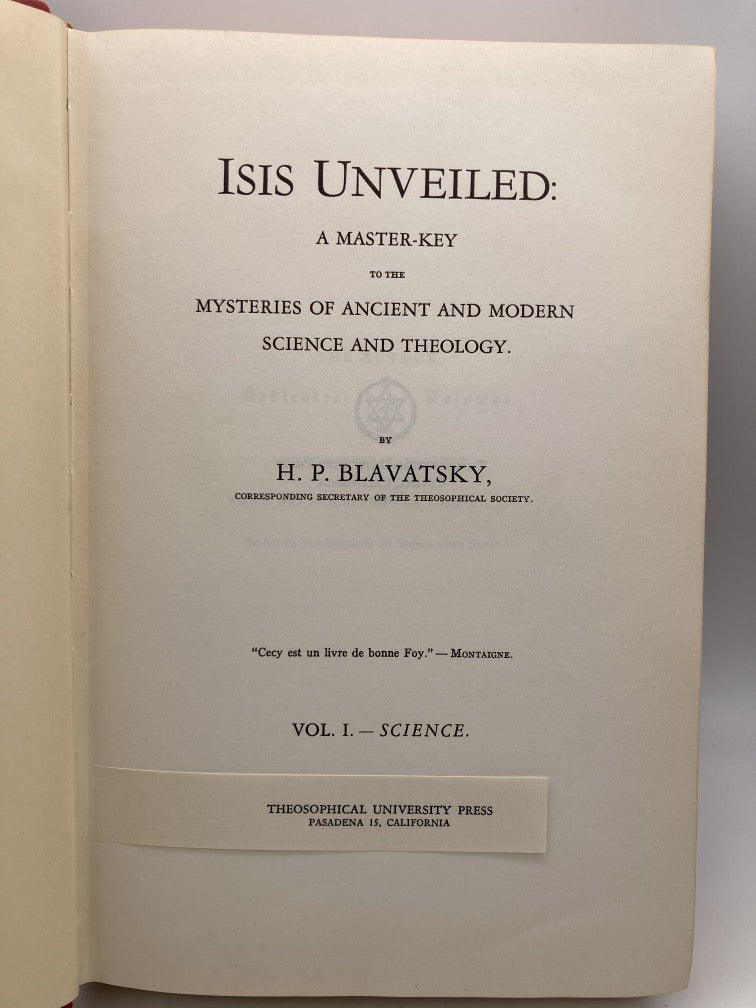 ISIS UNVEILED:
A MASTER-KEY
TO THE
MYSTERIES OF ANCIENT AND MODERN
SCIENCE AND THEOLOGY.
BY
H. P. BLAVATSKY,
CORRESPONDING SECRETARY OF THE THEOSOPHICAL SOCIETY.
“Cecy est un livre de bonne Foy.” — MONTAIGNE.
VOL. I. — SCIENCE.
THEOSOPHICAL UNIVERSITY PRESS
PASADENA 15, CALIFORNIA